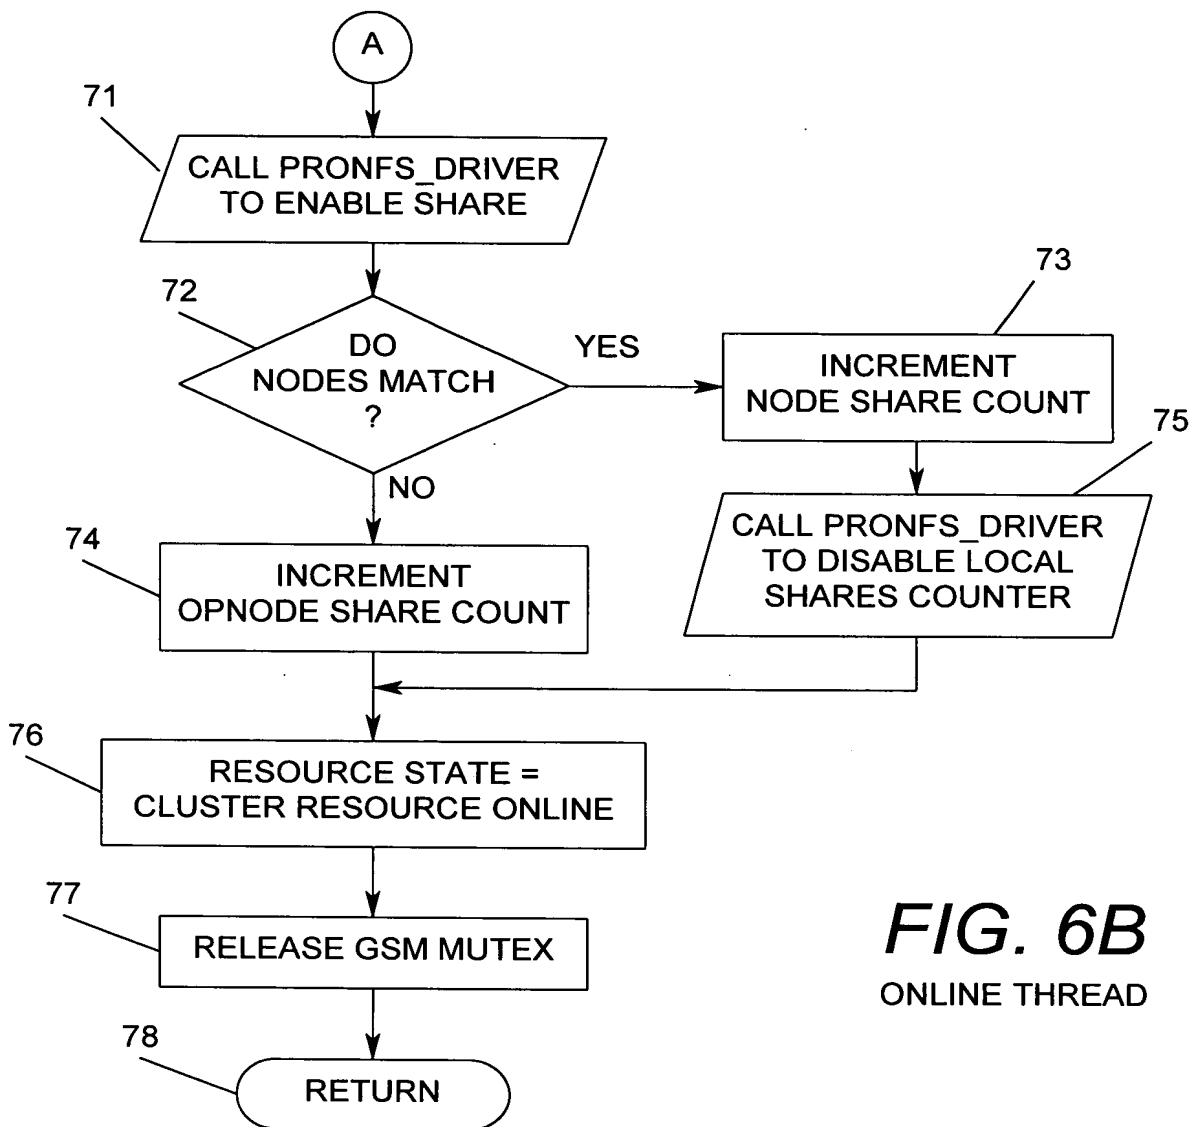 A
71
CALL PRONFS_DRIVER
TO ENABLE SHARE
72
DO
NODES MATCH
?
YES
NO
73
INCREMENT
NODE SHARE COUNT
75
CALL PRONFS_DRIVER
TO DISABLE LOCAL
SHARES COUNTER
74
INCREMENT
OPNODE SHARE COUNT
76
RESOURCE STATE =
CLUSTER RESOURCE ONLINE
77
RELEASE GSM MUTEX
78
RETURN
FIG. 6B
ONLINE THREAD